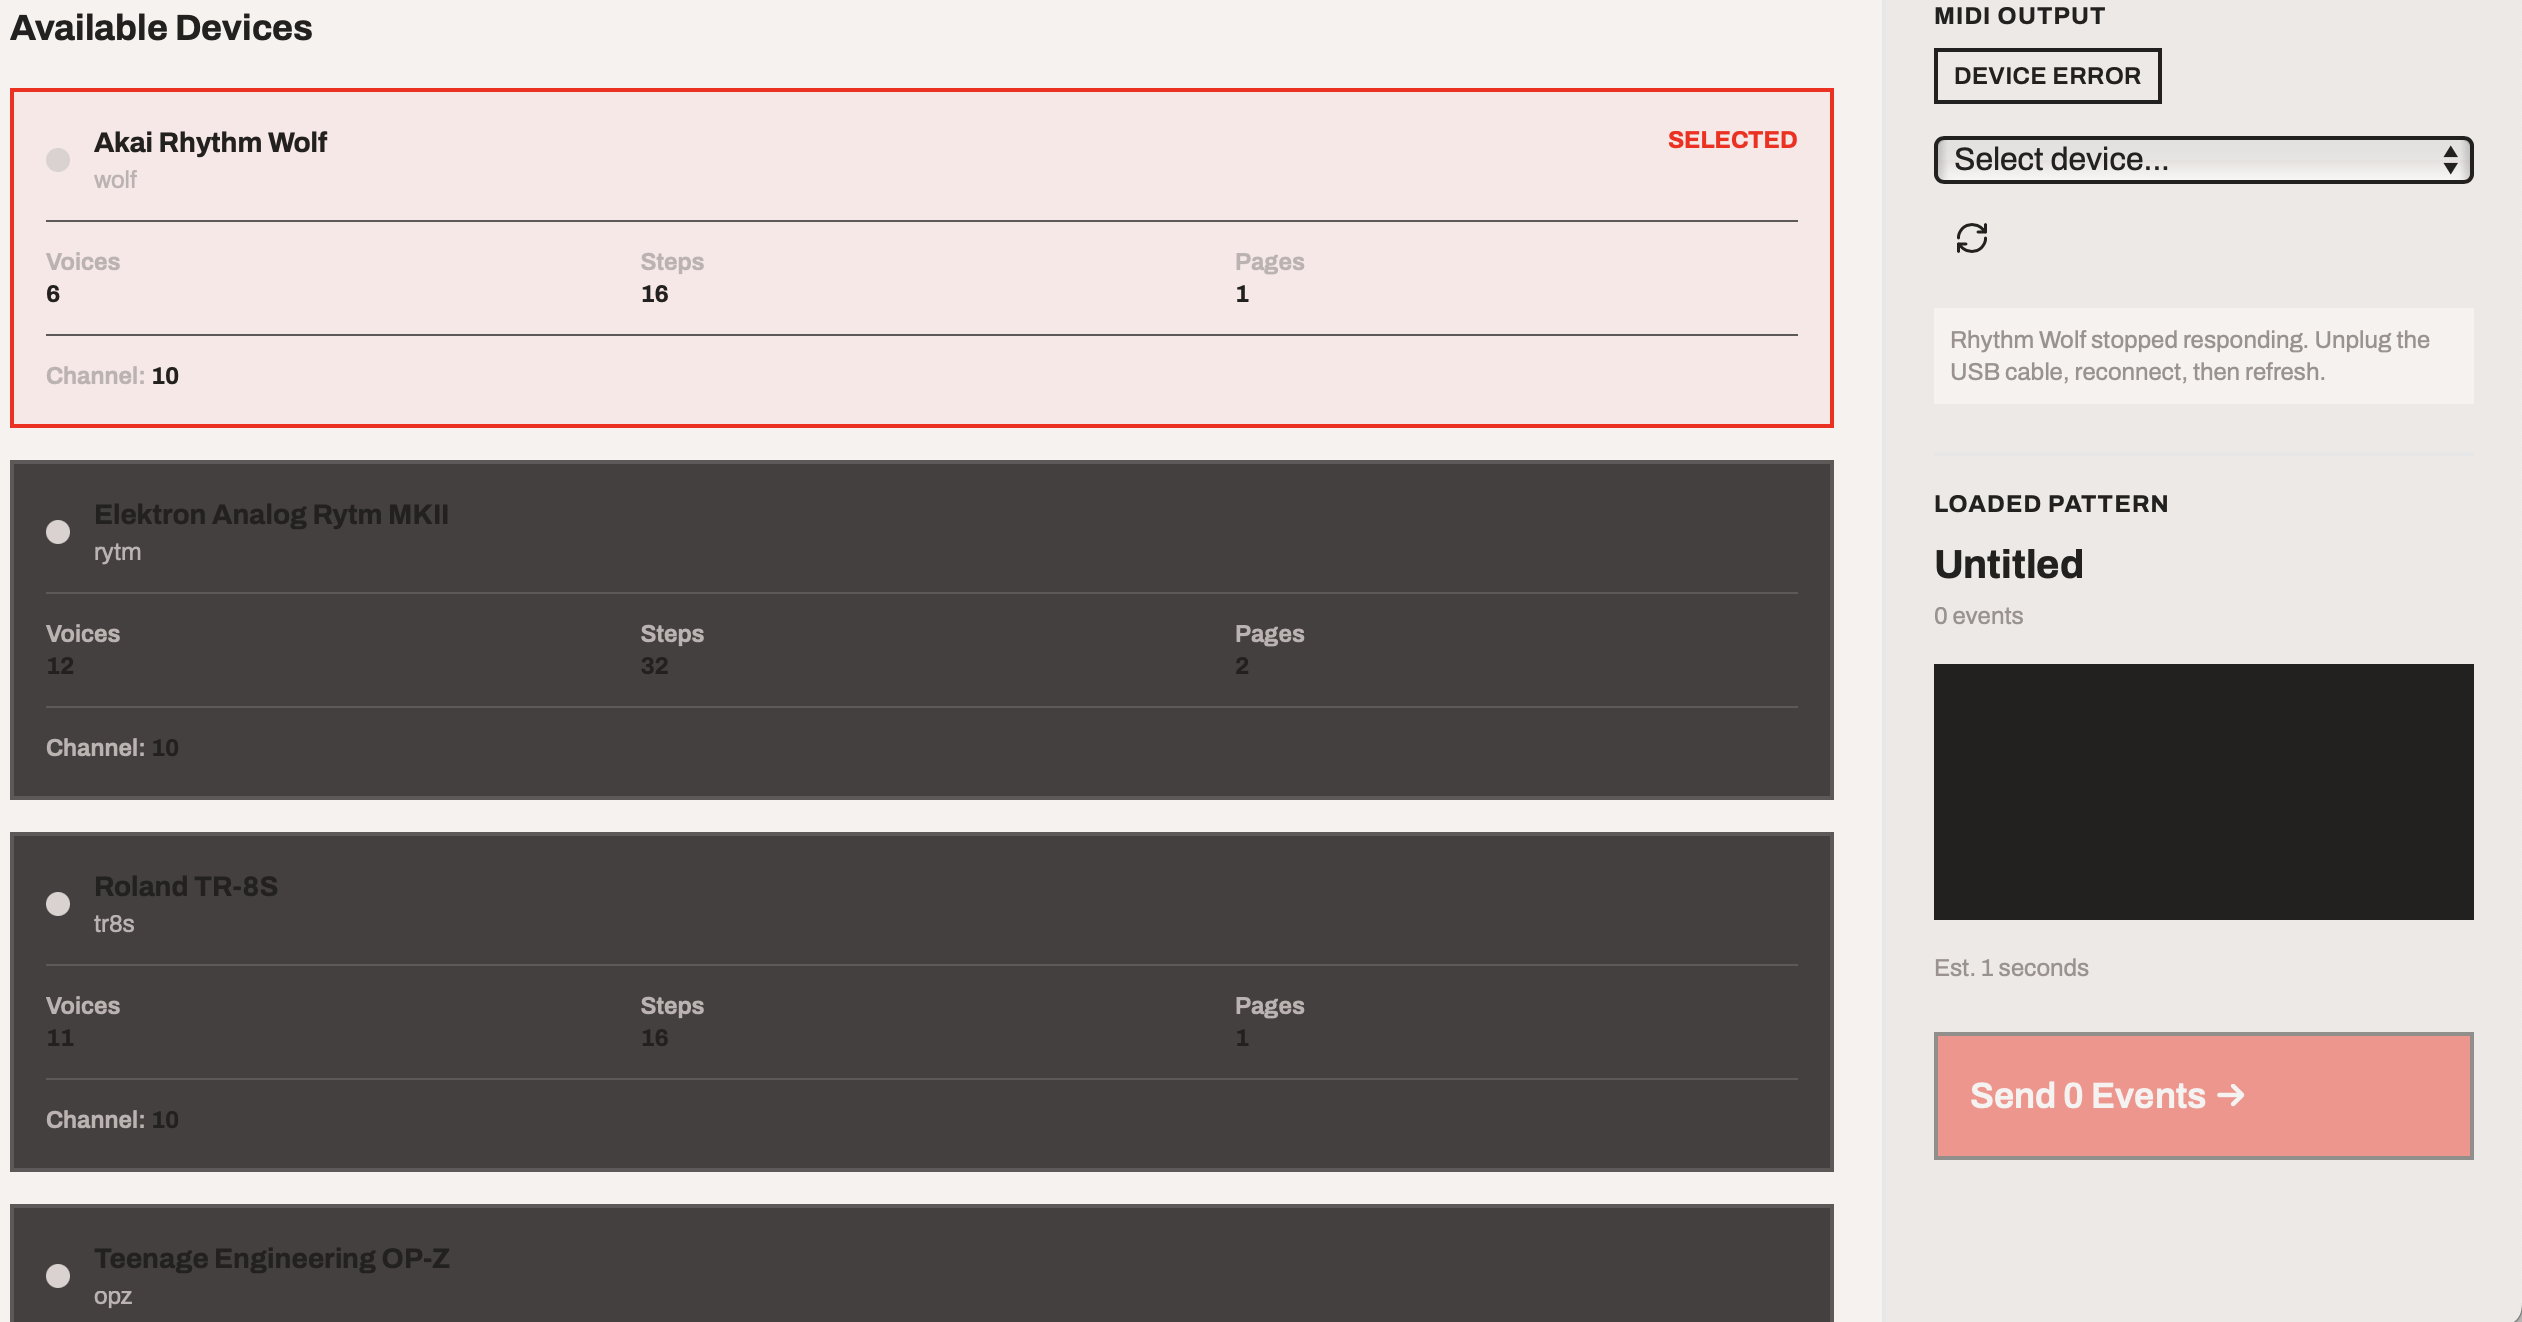 Available Devices
Akai Rhythm Wolf
SELECTED
wolf
Voices
Steps
Pages
6
16
1
Channel: 10
Elektron Analog Rytm MKII
rytm
Voices
Steps
Pages
12
32
2
Channel: 10
Roland TR-8S
tr8s
Voices
Steps
Pages
11
16
1
Channel: 10
Teenage Engineering OP-Z
opz
MIDI OUTPUT
DEVICE ERROR
Select device...
Rhythm Wolf stopped responding. Unplug the
USB cable, reconnect, then refresh.
LOADED PATTERN
Untitled
0 events
Est. 1 seconds
Send 0 Events →